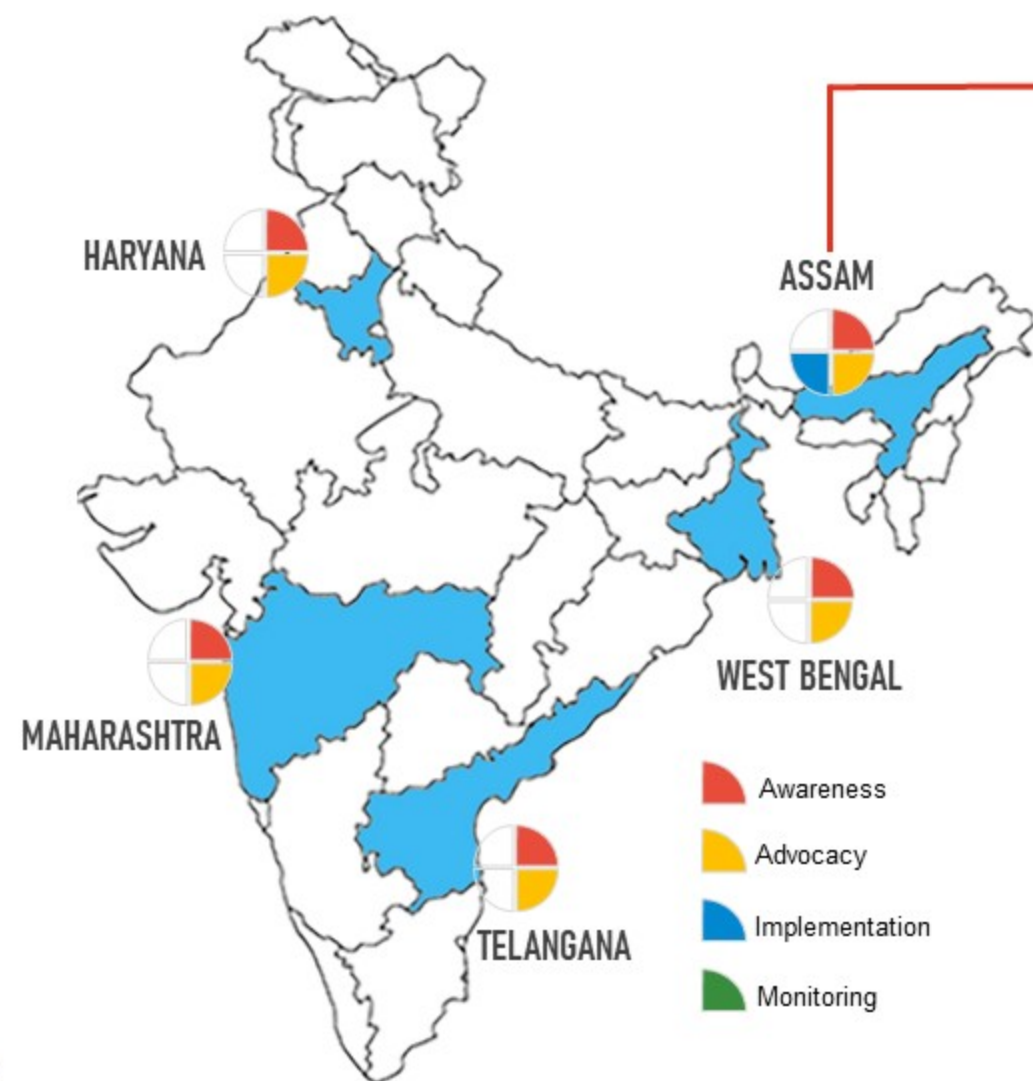 HARYANA
ASSAM
WEST BENGAL
MAHARASHTRA
Awareness
Advocacy
Implementation
TELANGANA
Monitoring